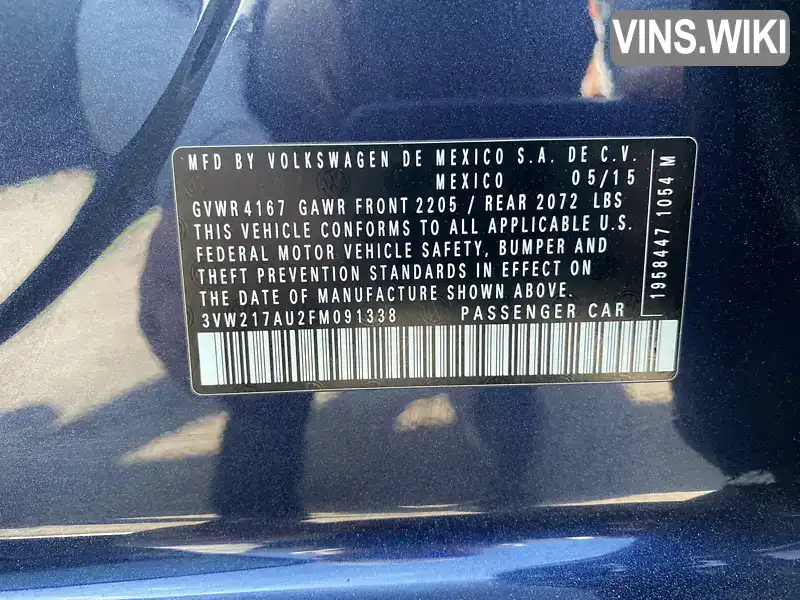 VINS.WIKI
MFD BY VOLKSWAGEN DE MEXICO S.A. DE C.V.
MEXICO 05/15
GVWR 4167 GAWR FRONT 2205 / REAR 2072 LBS
THIS VEHICLE CONFORMS TO ALL APPLICABLE U.S.
FEDERAL MOTOR VEHICLE SAFETY, BUMPER AND
THEFT PREVENTION STANDARDS IN EFFECT ON
THE DATE OF MANUFACTURE SHOWN ABOVE.
3VW217AU2FM091338 PASSENGER CAR
1959447 1054 M